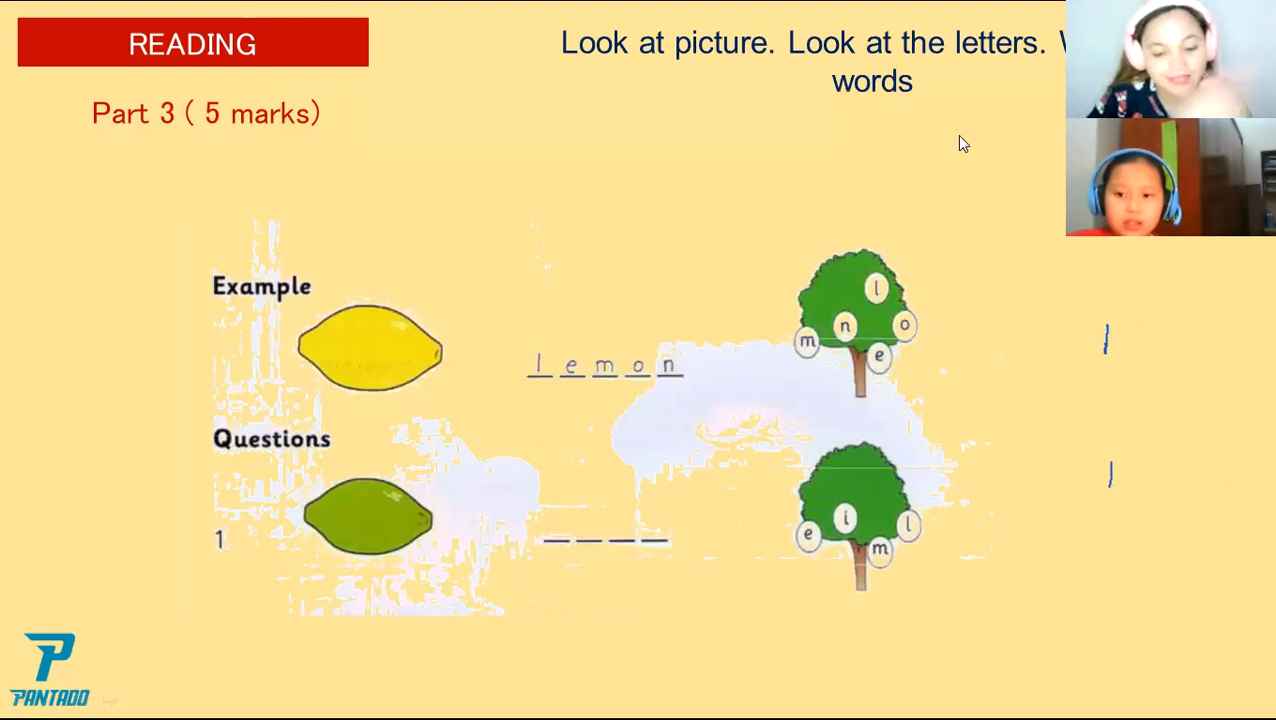 READING
Look at picture. Look at the letters.
words
Part 3 ( 5 marks)
Example
l
n
o
m
e
l e m o n
Questions
i
l
e
m
1
PANTADO